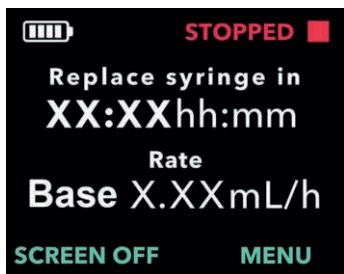 STOPPED
Replace syringe in
XX:XXhh:mm
Rate
Base X.XXmL/h
SCREEN OFF MENU